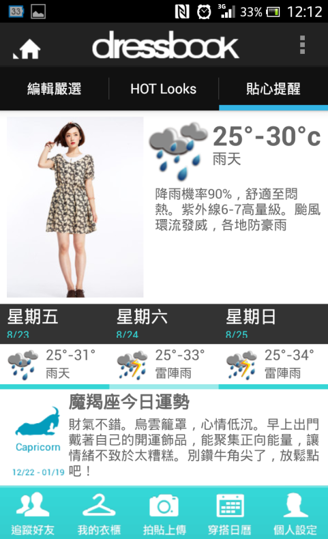 33
3G
33%
12:12
dressbook
編輯嚴選
HOT Looks
貼心提醒
25°-30°c
雨天
降雨機率90%，舒適至悶
熱。紫外線6-7高量級。颱風
環流發威，各地防豪雨
星期五
8/23
星期六
8/24
星期日
8/25
25°-31°
雨天
25°-33°
雷陣雨
25°-34°
雷陣雨
魔羯座今日運勢
財氣不錯。烏雲籠罩，心情低沉。早上出門
戴著自己的開運飾品，能聚集正向能量，讓
情緒不致於太糟糕。別鑽牛角尖了，放鬆點
吧！
Capricorn
12/22 - 01/19
追蹤好友
我的衣櫃
拍貼上傳
穿搭日曆
個人設定